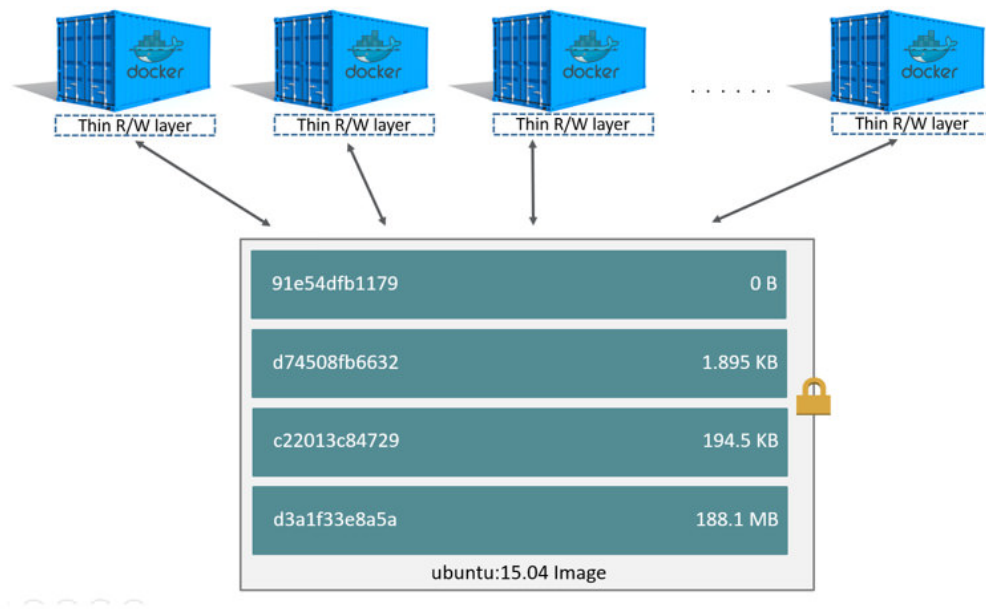 docker docker docker docker
. . . . . .
Thin R/W layer Thin R/W layer Thin R/W layer Thin R/W layer
91e54dfb1179 0 B
d74508fb6632 1.895 KB
c22013c84729 194.5 KB
d3a1f33e8a5a 188.1 MB
ubuntu:15.04 Image